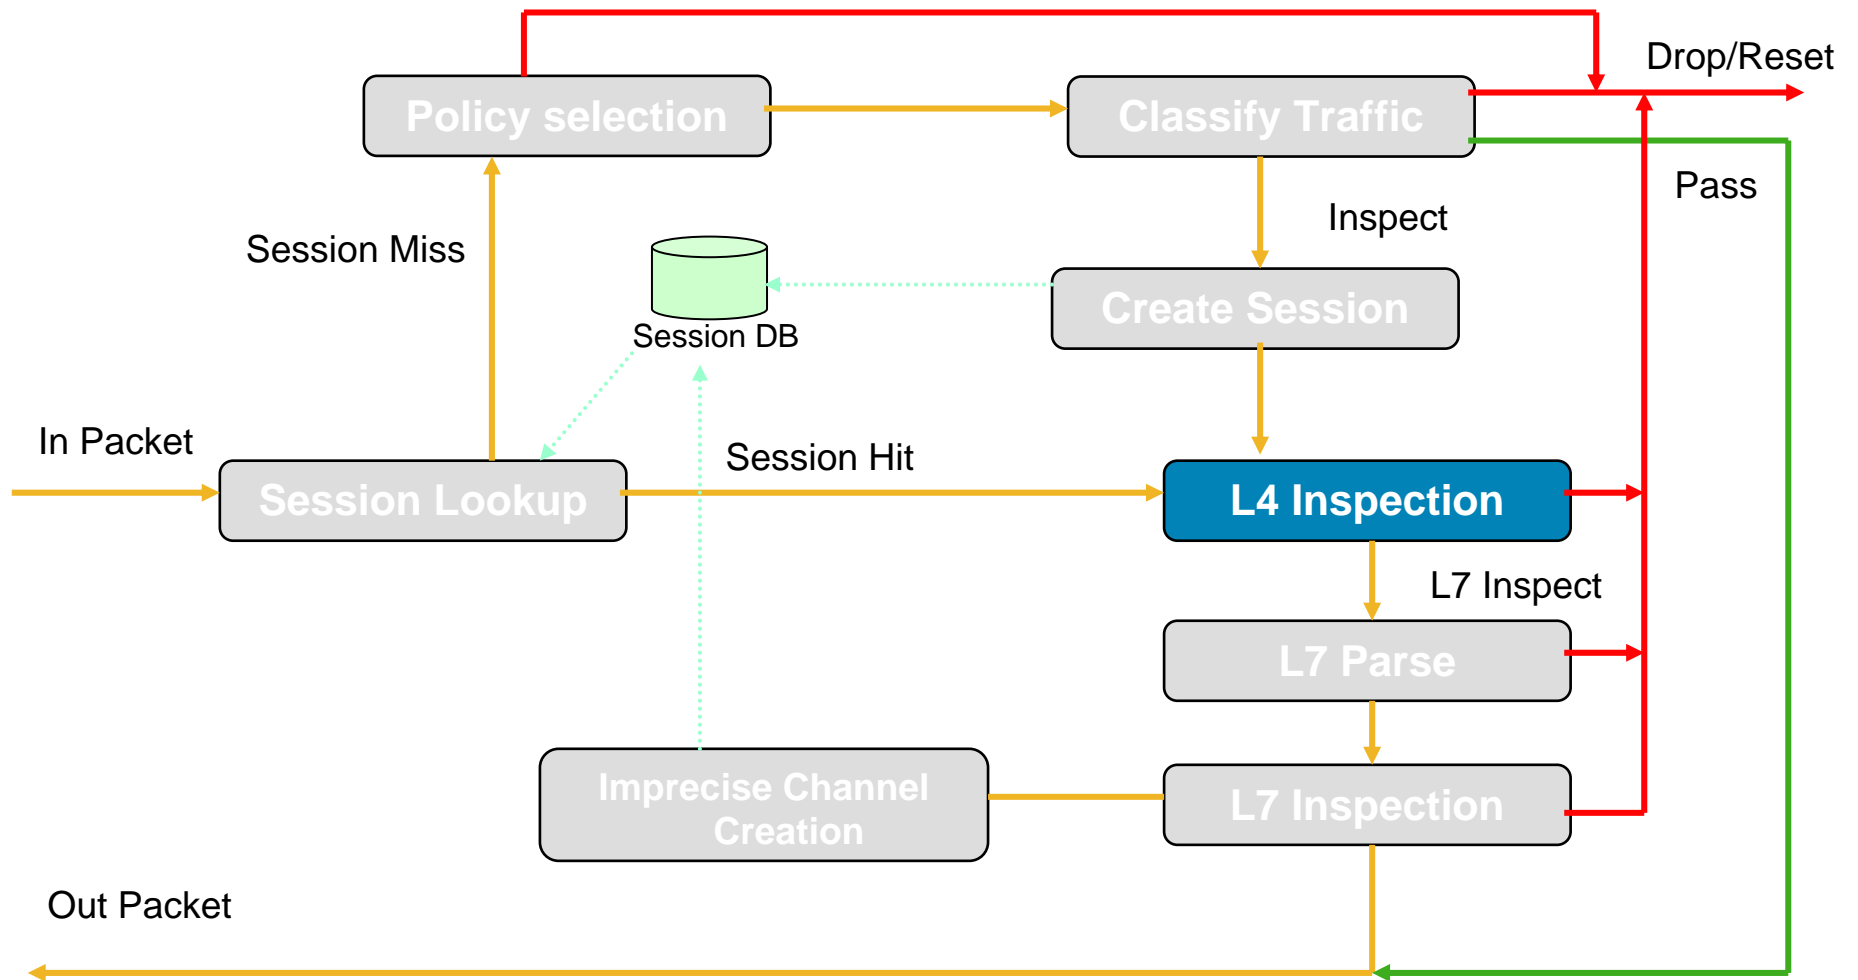 Drop/Reset
Policy selection
Classify Traffic
Pass
Inspect
Session Miss
Create Session
Session DB
In Packet
Session Hit
Session Lookup
L4 Inspection
L7 Inspect
L7 Parse
Imprecise Channel
Creation
L7 Inspection
Out Packet